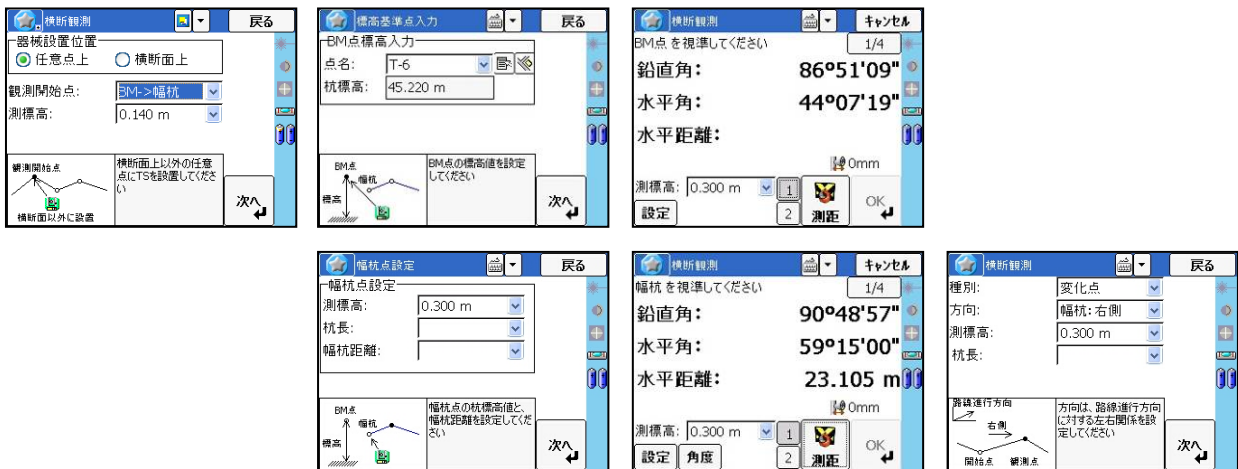 横断観測
戻る
器械設置位置
任意点上 横断面上
観測開始点: BM->幅杭
測標高: 0.140 m
観測開始点
横断面以外に設置
横断面上以外の任意
点にTSを設置してくださ
い
次へ
標高基準点入力
戻る
BM点標高入力
点名: T-6
杭標高: 45.220 m
BM点
幅杭
標高
BM点の標高値を設定
してください
次へ
横断観測
キャンセル
BM点 を視準してください
1/4
鉛直角: 86°51'09"
水平角: 44°07'19"
水平距離:
0mm
測標高: 0.300 m
1
設定
2
測距
OK
幅杭点設定
戻る
幅杭点設定
測標高: 0.300 m
杭長:
幅杭距離:
BM点
幅杭
標高
幅杭点の杭標高値と、
幅杭距離を設定してくだ
さい
次へ
横断観測
キャンセル
幅杭 を視準してください
1/4
鉛直角: 90°48'57"
水平角: 59°15'00"
水平距離: 23.105 m
0mm
測標高: 0.300 m
1
設定 角度
2
測距
OK
横断観測
戻る
種別: 変化点
方向: 幅杭:右側
測標高: 0.300 m
杭長:
路線進行方向
右側
開始点 観測点
方向は、路線進行方向
に対する左右関係を設
定してください
次へ